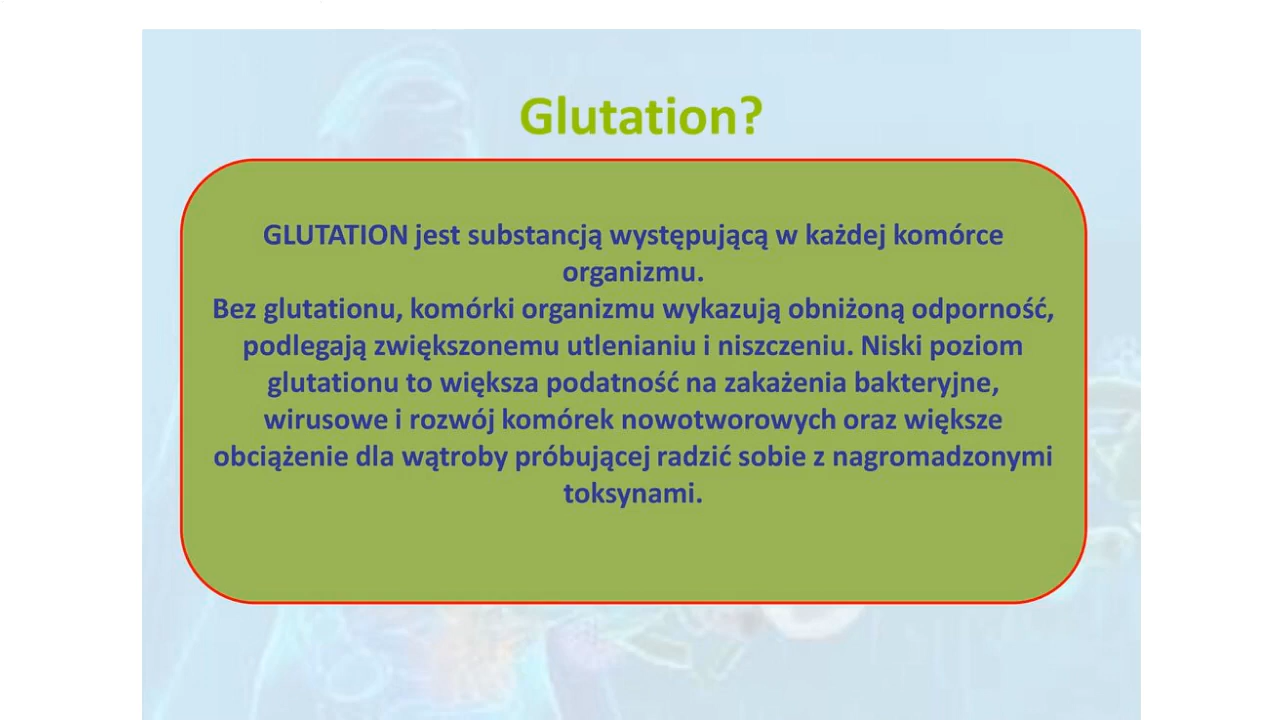 Glutation?
GLUTATION jest substancją występującą w każdej komórce
organizmu.
Bez glutationu, komórki organizmu wykazują obniżoną odporność,
podlegają zwiększonemu utlenianiu i niszczeniu. Niski poziom
glutationu to większa podatność na zakażenia bakteryjne,
wirusowe i rozwój komórek nowotworowych oraz większe
obciążenie dla wątroby próbującej radzić sobie z nagromadzonymi
toksynami.